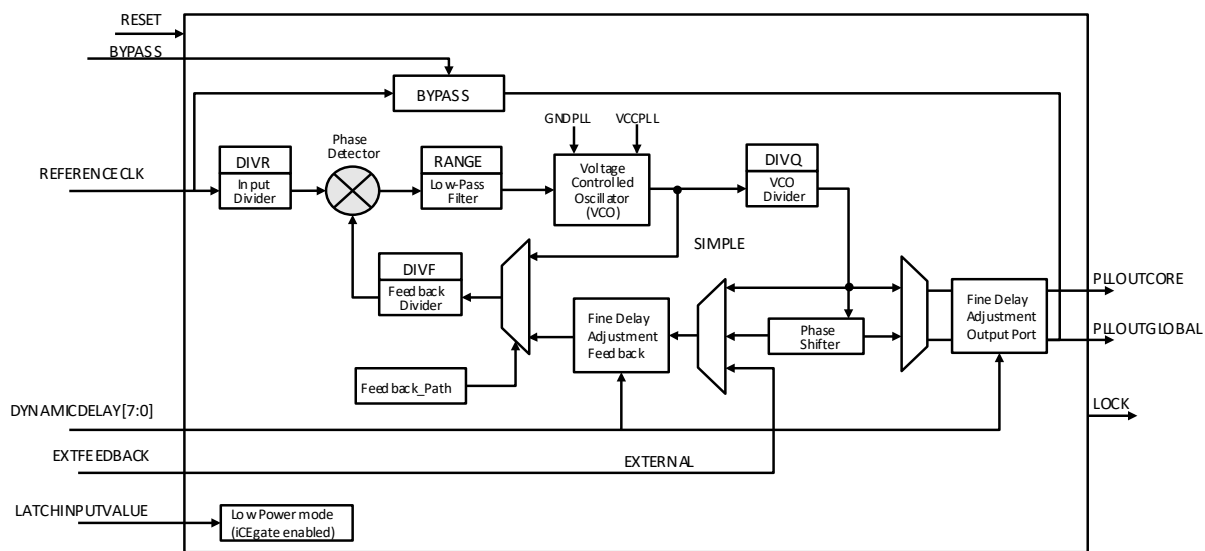 RESET
BYPASS
BYPASS
GNDPLL
VCCPLL
Phase
Detector
DIVR
Input
Divider
RANGE
Low-Pass
Filter
Voltage
Controlled
Oscillator
(VCO)
DIVQ
VCO
Divider
REFERENCECLK
SIMPLE
DIVF
Feedback
Divider
Fine Delay
Adjustment
Feedback
Phase
Shifter
Fine Delay
Adjustment
Output Port
PLLOUTCORE
PLLOUTGLOBAL
Feedback_Path
DYNAMICDELAY[7:0]
LOCK
EXTFEEDBACK
EXTERNAL
LATCHINPUTVALUE
Low Power mode
(iCEgate enabled)